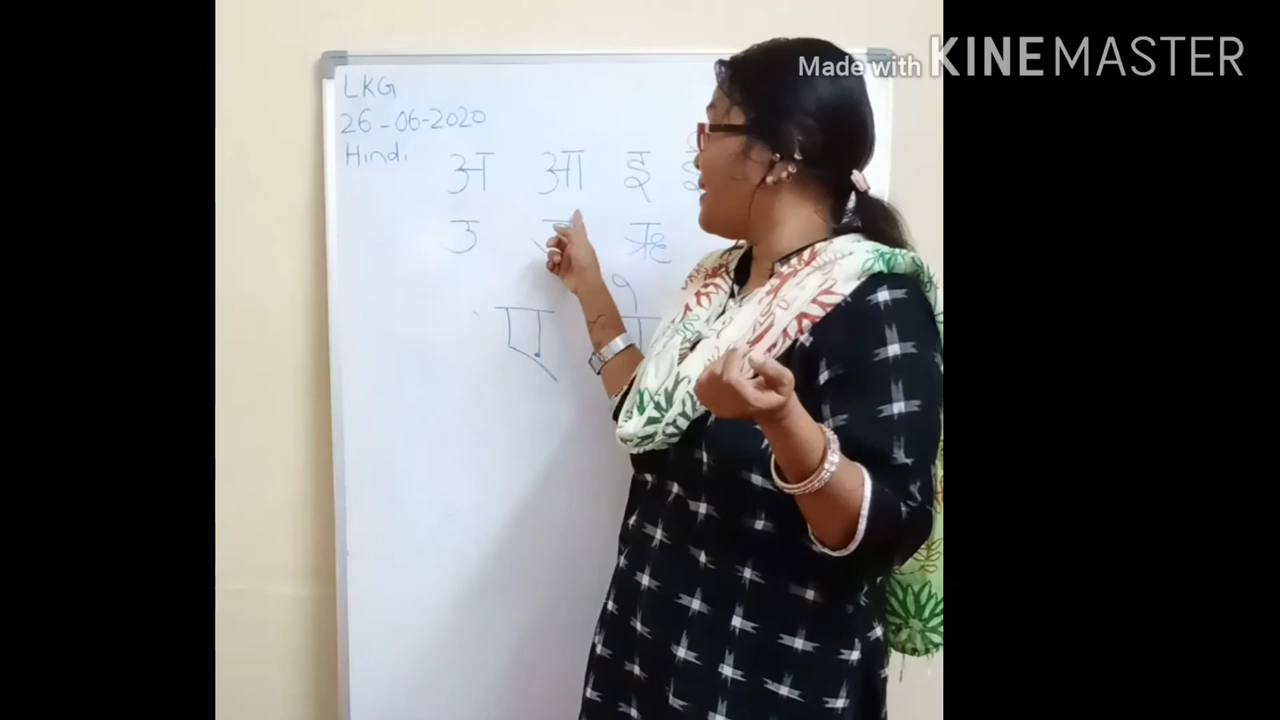 Made with KINEMASTER
LKG
26-06-2020
Hindi
अ आ इ
उ ऋ
ए